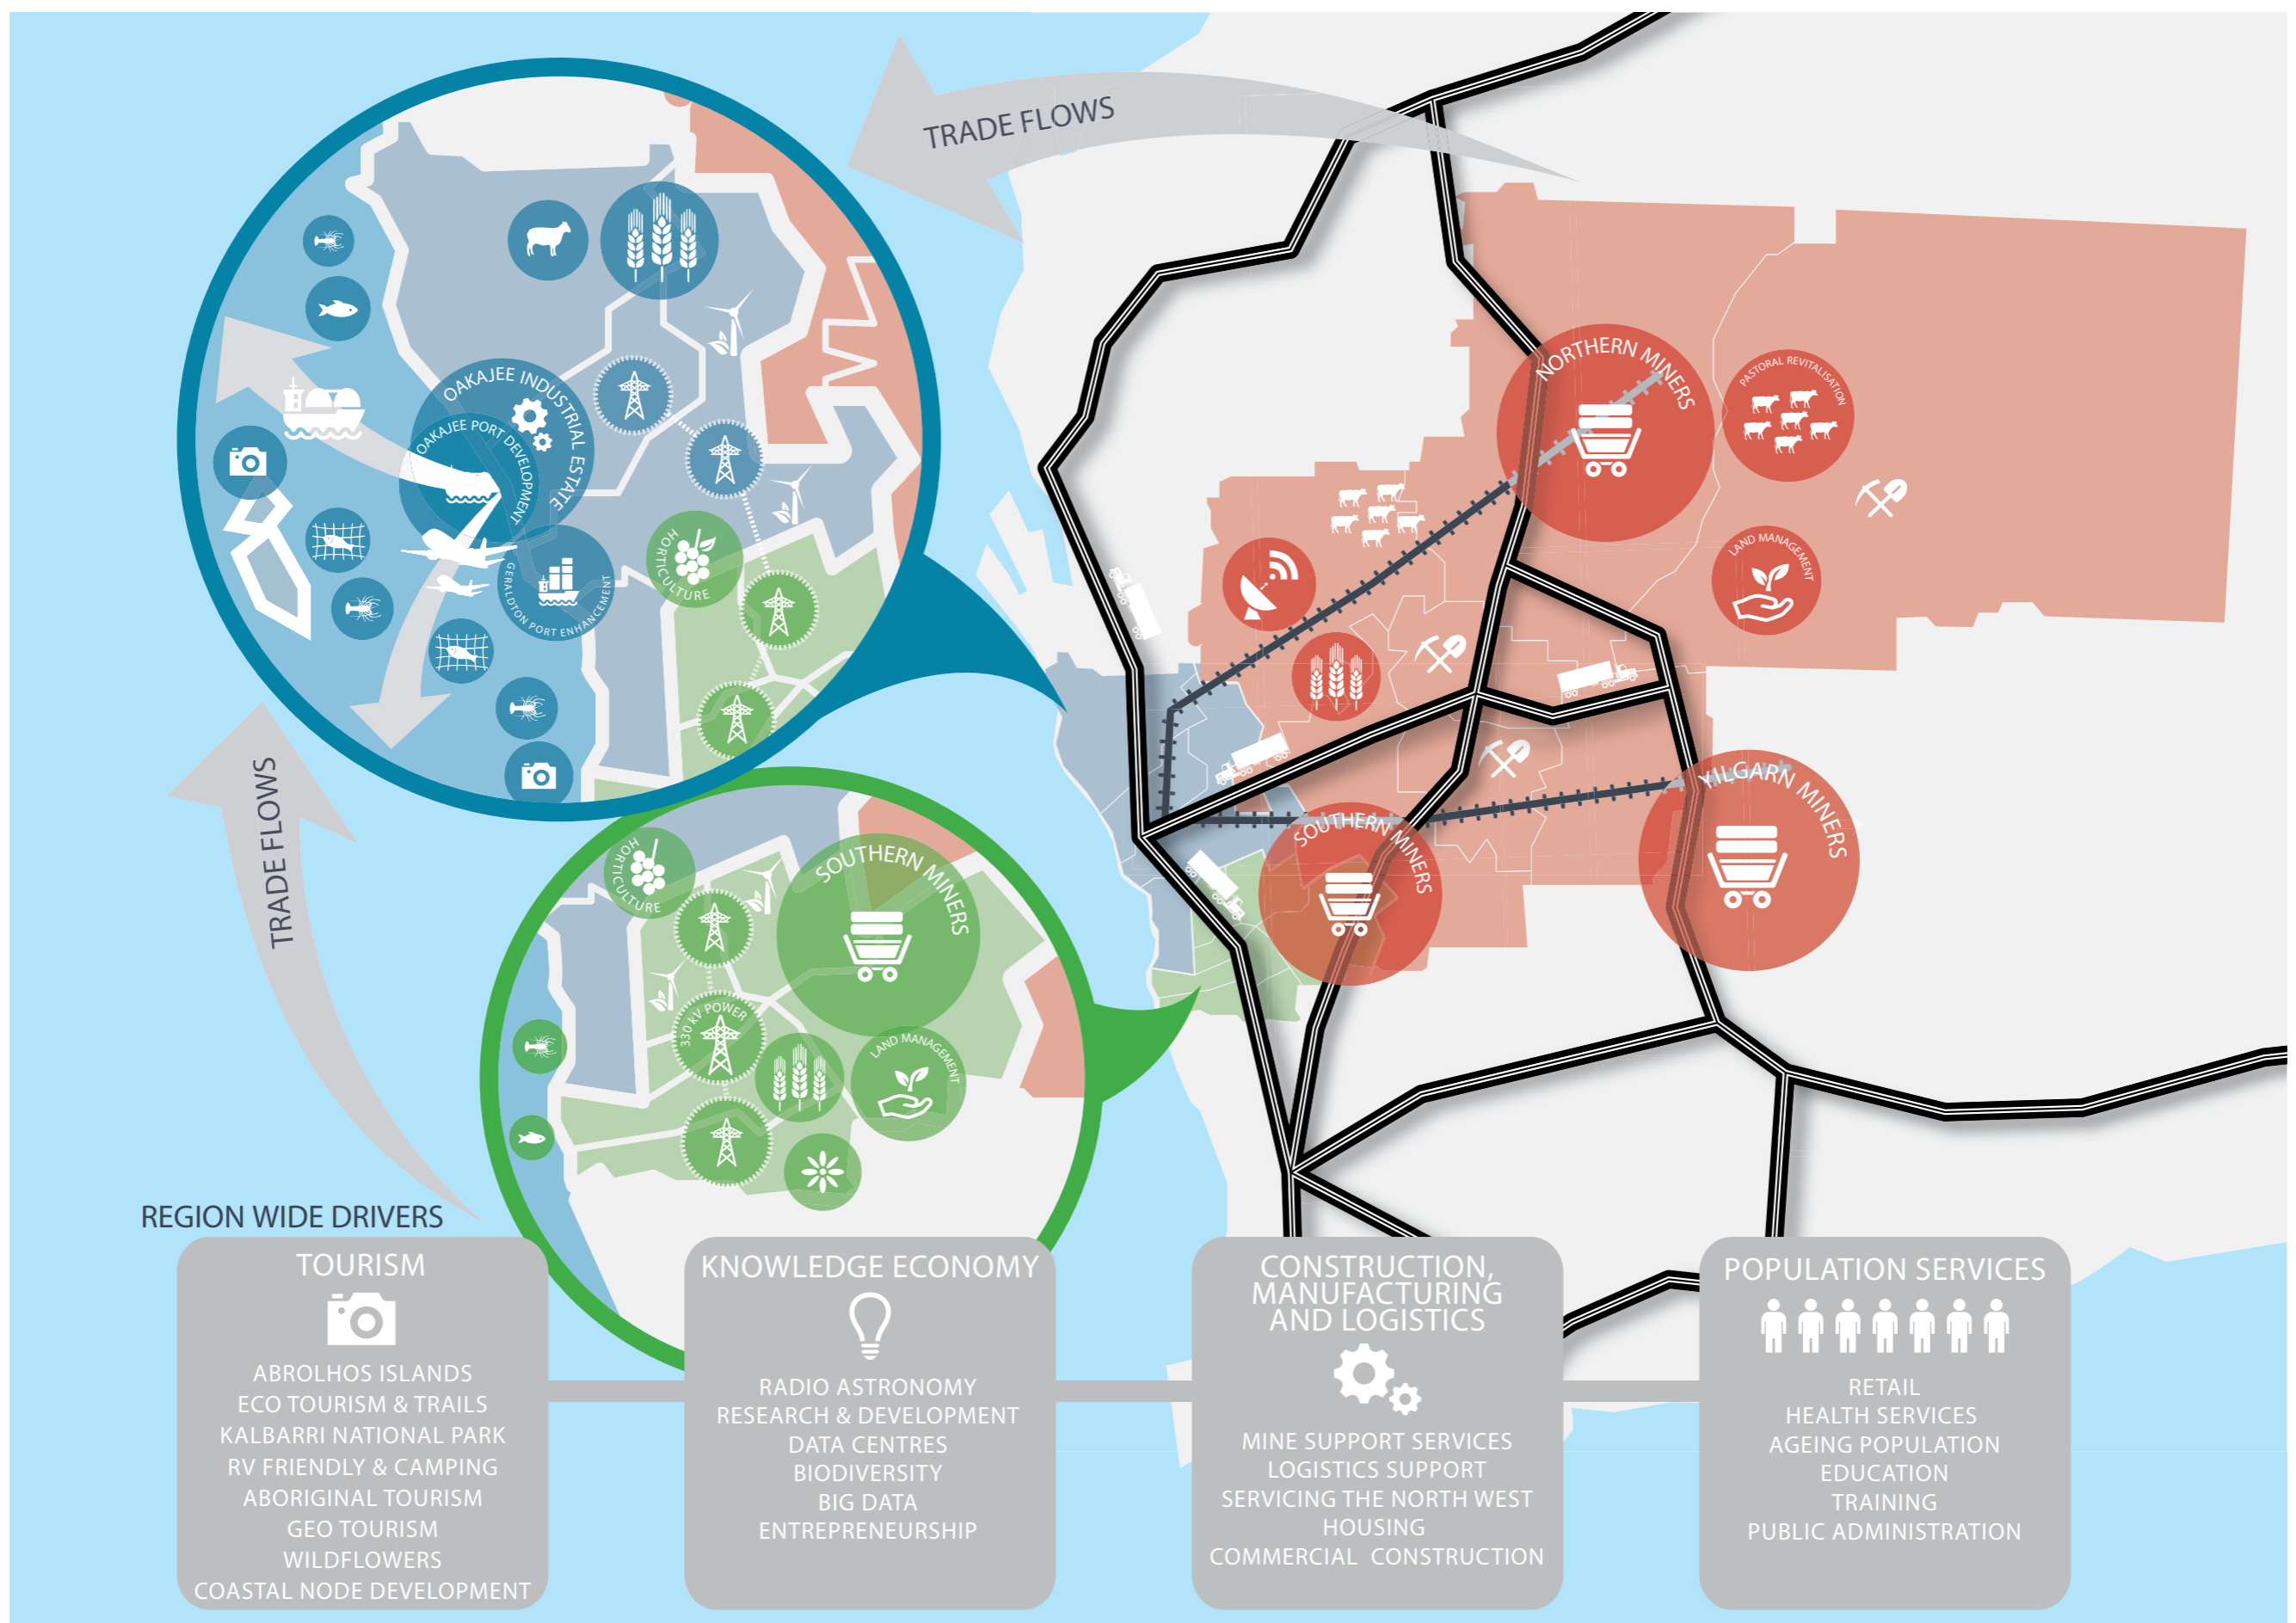 TRADE FLOWS
OAKAJEE INDUSTRIAL ESTATE
OAKAJEE PORT DEVELOPMENT
GERALDTON PORT ENHANCEMENT
HORTICULTURE
NORTHERN MINERS
PASTORAL REVITALISATION
LAND MANAGEMENT
YILGARN MINERS
SOUTHERN MINERS
TRADE FLOWS
HORTICULTURE
SOUTHERN MINERS
330 kV POWER
LAND MANAGEMENT
REGION WIDE DRIVERS
TOURISM
ABROLHOS ISLANDS
ECO TOURISM & TRAILS
KALBARRI NATIONAL PARK
RV FRIENDLY & CAMPING
ABORIGINAL TOURISM
GEO TOURISM
WILDFLOWERS
COASTAL NODE DEVELOPMENT
KNOWLEDGE ECONOMY
RADIO ASTRONOMY
RESEARCH & DEVELOPMENT
DATA CENTRES
BIODIVERSITY
BIG DATA
ENTREPRENEURSHIP
CONSTRUCTION,
MANUFACTURING
AND LOGISTICS
MINE SUPPORT SERVICES
LOGISTICS SUPPORT
SERVICING THE NORTH WEST
HOUSING
COMMERCIAL CONSTRUCTION
POPULATION SERVICES
RETAIL
HEALTH SERVICES
AGEING POPULATION
EDUCATION
TRAINING
PUBLIC ADMINISTRATION